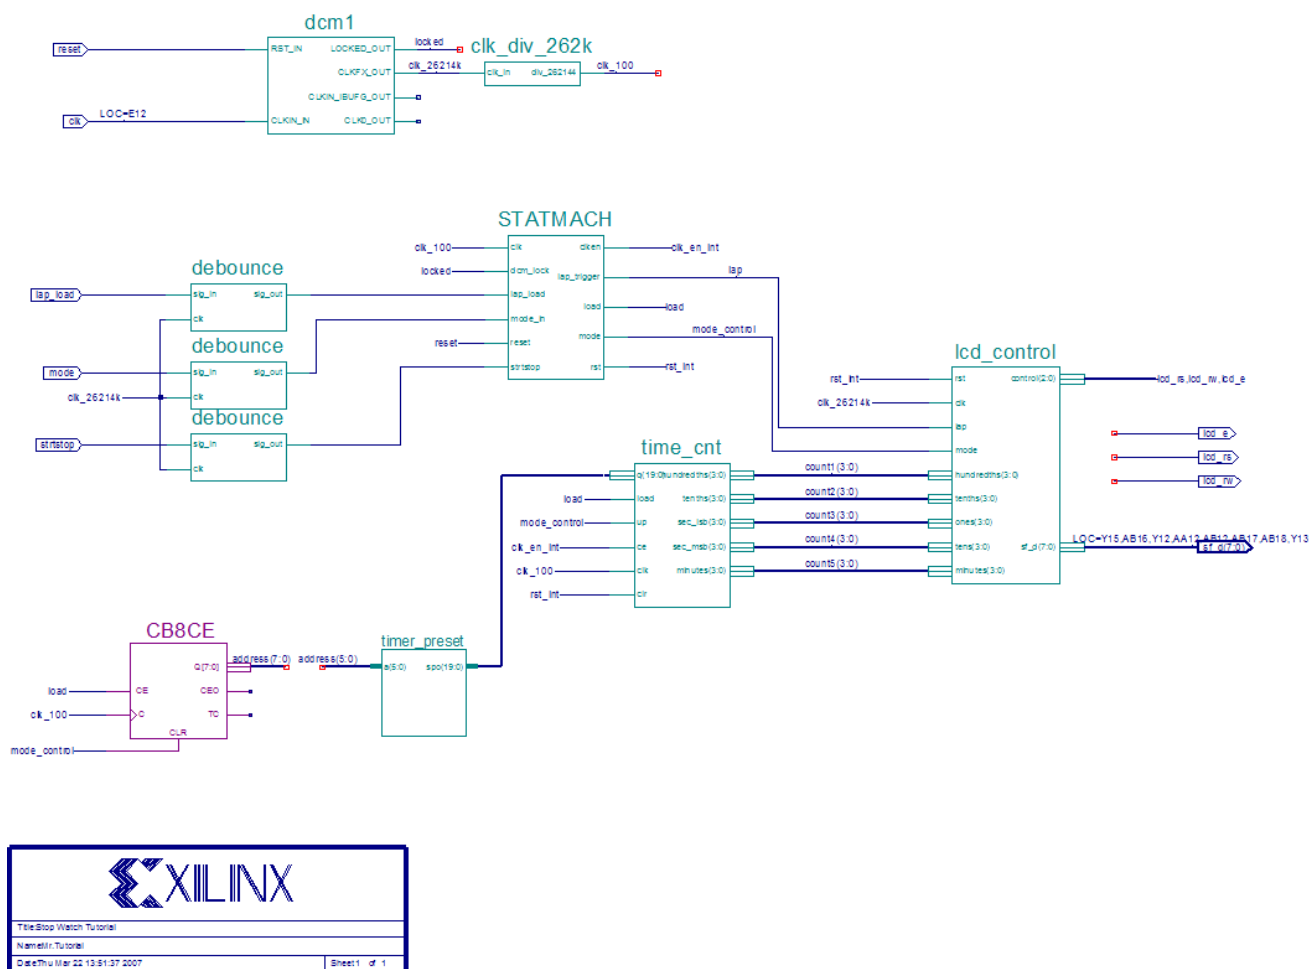 dcm1
reset
RST_IN
LOCKED_OUT
locked
clk_div_262k
CLKFX_OUT
clk_26214k
clk_in
div_262144
clk_100
CLKIN_IBUFG_OUT
clk
LOC=E12
CLKIN_IN
CLK0_OUT
STATMACH
clk_100
clk
clken
clk_en_int
locked
dcm_lock
lap_trigger
lap
debounce
lap_load
sig_in
sig_out
clk
lap_load
load
load
mode_in
mode
mode_control
reset
reset
strtstop
rst
rst_int
debounce
mode
sig_in
sig_out
clk_26214k
clk
debounce
strtstop
sig_in
sig_out
clk
lcd_control
rst_int
rst
control(2:0)
lcd_rs,lcd_rw,lcd_e
clk_26214k
clk
lap
mode
lcd_e
lcd_rs
lcd_rw
hundredths(3:0)
tenths(3:0)
ones(3:0)
tens(3:0)
sf_d(7:0)
minutes(3:0)
LOC=Y15,AB16,Y12,AA12,AB12,AB17,AB18,Y13
sf_d(7:0)
time_cnt
q(19:0)
hundredths(3:0)
count1(3:0)
load
load
tenths(3:0)
count2(3:0)
mode_control
up
sec_lsb(3:0)
count3(3:0)
clk_en_int
ce
sec_msb(3:0)
count4(3:0)
clk_100
clk
minutes(3:0)
count5(3:0)
rst_int
clr
CB8CE
Q[7:0]
address(7:0)
load
CE
CEO
clk_100
C
TC
CLR
mode_control
timer_preset
address(5:0)
a(5:0)
spo(19:0)
XILINX
Title:Stop Watch Tutorial
Name:Mr.Tutorial
Date:Thu Mar 22 13:51:37 2007
Sheet 1 of 1